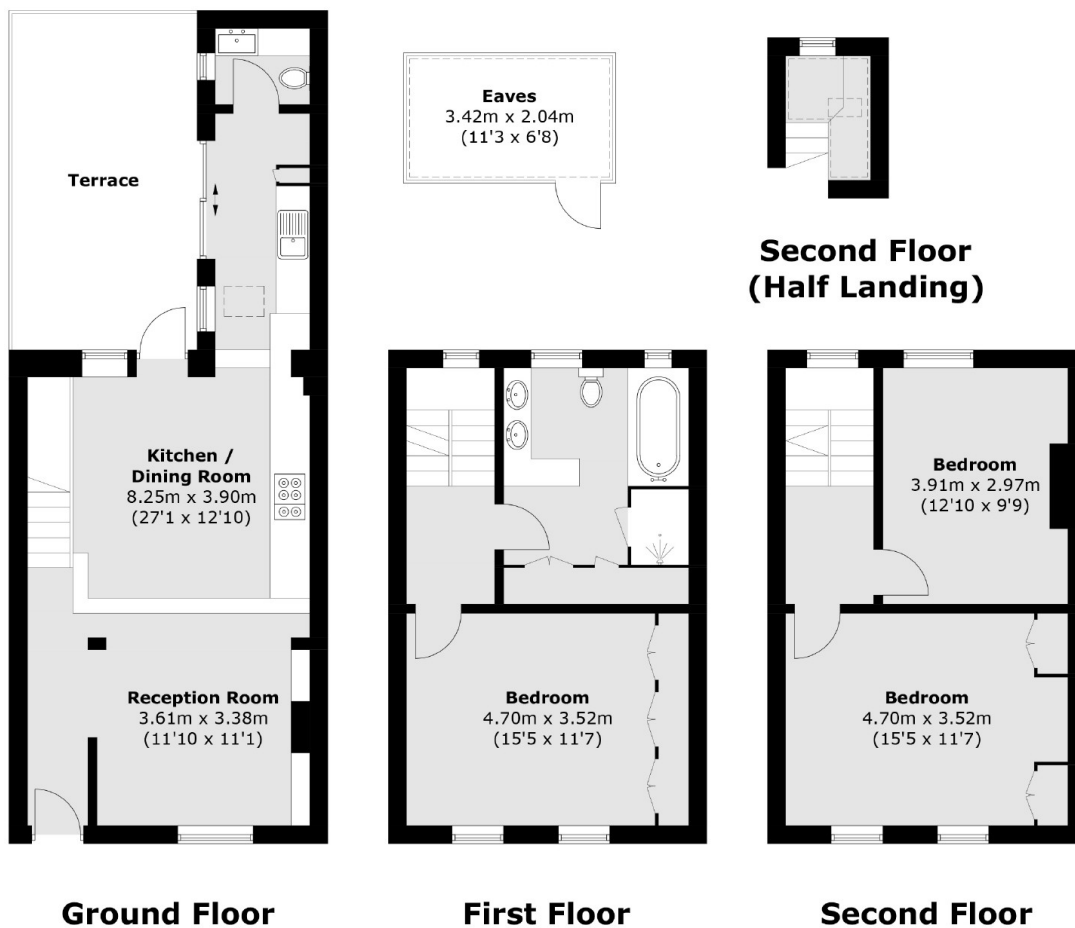 Terrace
Eaves
3.42m x 2.04m
(11'3 x 6'8)
Second Floor
(Half Landing)
Kitchen /
Dining Room
8.25m x 3.90m
(27'1 x 12'10)
Reception Room
3.61m x 3.38m
(11'10 x 11'1)
Bedroom
4.70m x 3.52m
(15'5 x 11'7)
Bedroom
3.91m x 2.97m
(12'10 x 9'9)
Bedroom
4.70m x 3.52m
(15'5 x 11'7)
Ground Floor
First Floor
Second Floor